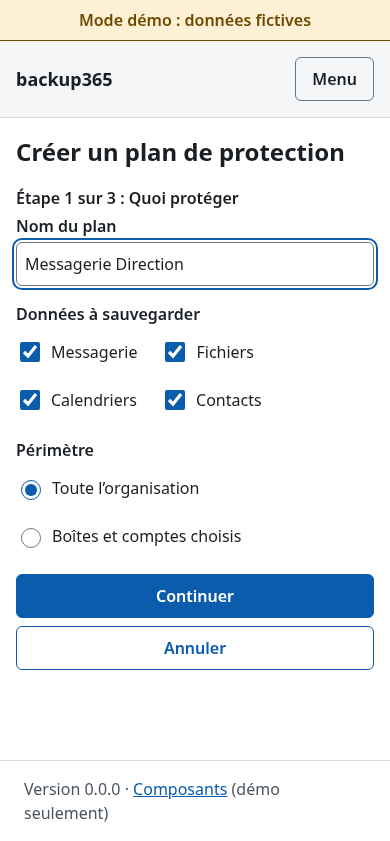 Mode démo : données fictives
backup365
Menu
Créer un plan de protection
Étape 1 sur 3 : Quoi protéger
Nom du plan
Messagerie Direction
Données à sauvegarder
Messagerie
Fichiers
Calendriers
Contacts
Périmètre
Toute l’organisation
Boîtes et comptes choisis
Continuer
Annuler
Version 0.0.0 · Composants (démo
seulement)